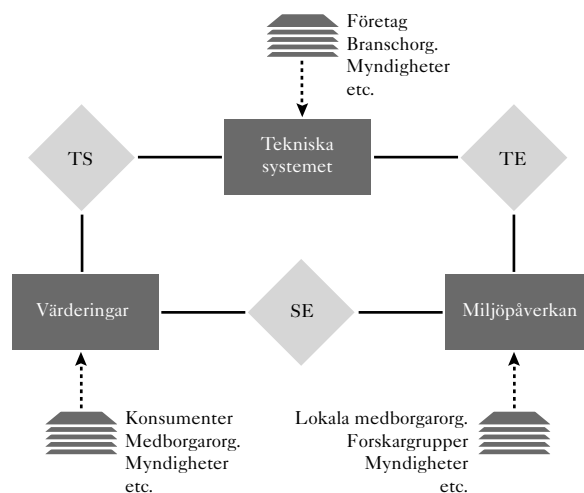 Företag
Branschorg.
Myndigheter
etc.
Tekniska
systemet
TS
TE
Värderingar
SE
Miljöpåverkan
Konsumenter
Medborgarorg.
Myndigheter
etc.
Lokala medborgarorg.
Forskargrupper
Myndigheter
etc.